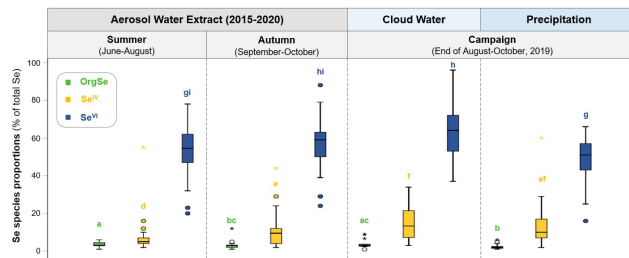 Aerosol Water Extract (2015-2020) Cloud Water Precipitation
Summer Autumn Campaign
(June-August) (September-October) (End of August-October, 2019)
Se species proportions (% of total Se)
100
80
60
40
20
0
OrgSe
Se^IV
Se^VI
a d gi
bc e hi
ac f h
b ef g